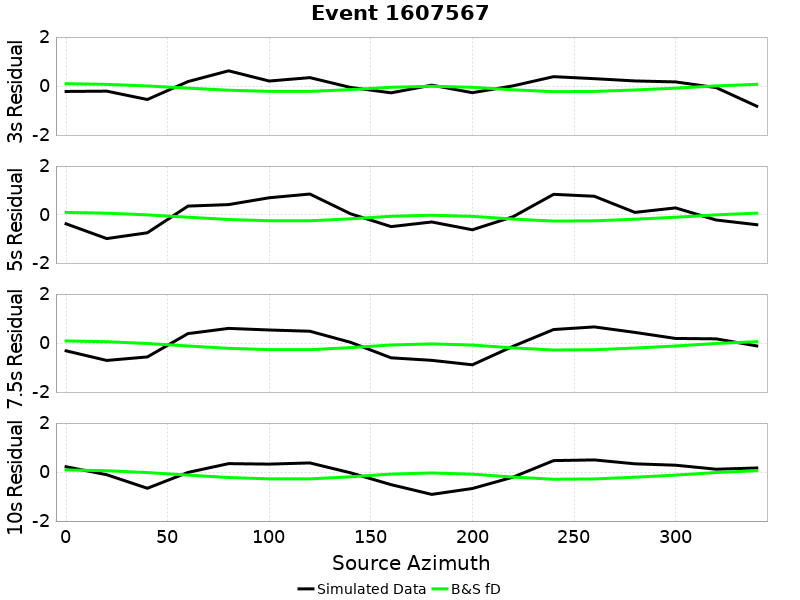 Event 1607567
3s Residual
2
0
-2
5s Residual
2
0
-2
7.5s Residual
2
0
-2
10s Residual
2
0
-2
0 50 100 150 200 250 300
Source Azimuth
Simulated Data B&S fD